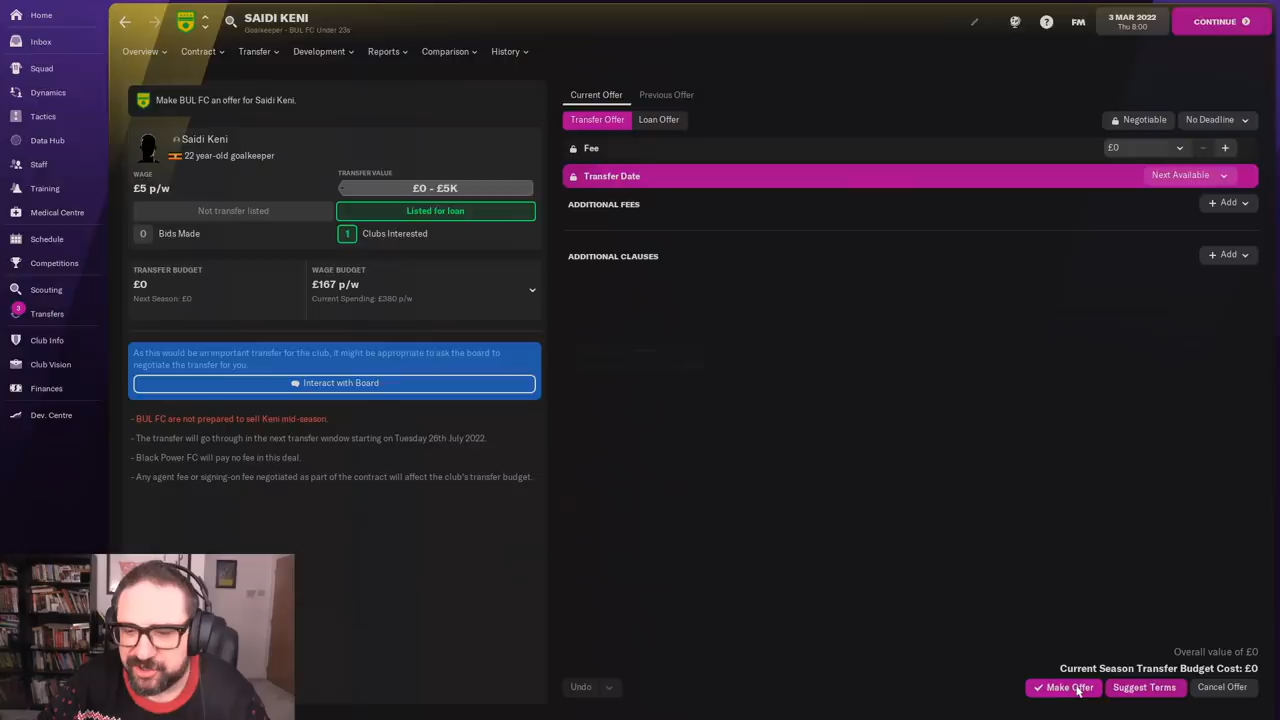 Home
Inbox
Squad
Dynamics
Tactics
Data Hub
Staff
Training
Medical Centre
Schedule
Competitions
Scouting
3
Transfers
Club Info
Club Vision
Finances
Dev. Centre
SAIDI KENI
Goalkeeper - BUL FC Under 23s
FM
3 MAR 2022
Thu 8:00
CONTINUE
Overview
Contract
Transfer
Development
Reports
Comparison
History
Make BUL FC an offer for Saidi Keni.
Saidi Keni
22 year-old goalkeeper
WAGE
£5 p/w
TRANSFER VALUE
£0 - £5K
Not transfer listed
Listed for loan
0 Bids Made
1 Clubs Interested
TRANSFER BUDGET
£0
Next Season: £0
WAGE BUDGET
£167 p/w
Current Spending: £380 p/w
As this would be an important transfer for the club, it might be appropriate to ask the board to
negotiate the transfer for you.
Interact with Board
- BUL FC are not prepared to sell Keni mid-season.
- The transfer will go through in the next transfer window starting on Tuesday 26th July 2022.
- Black Power FC will pay no fee in this deal.
- Any agent fee or signing-on fee negotiated as part of the contract will affect the club's transfer budget.
Current Offer Previous Offer
Transfer Offer Loan Offer
Negotiable No Deadline
Fee £0
Transfer Date Next Available
ADDITIONAL FEES + Add
ADDITIONAL CLAUSES + Add
Overall value of £0
Current Season Transfer Budget Cost: £0
Undo
Make Offer Suggest Terms Cancel Offer